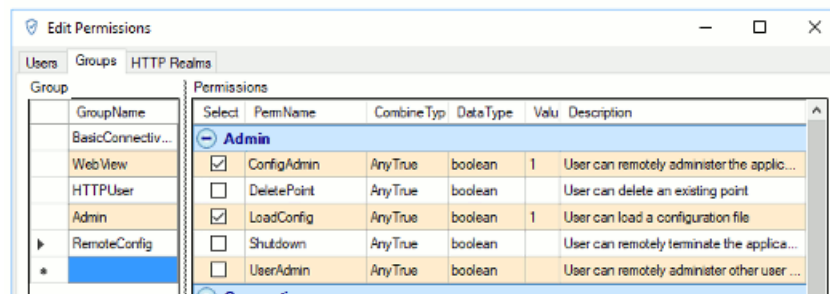 Edit Permissions
Users Groups HTTP Realms
Group Permissions
GroupName Select PermName CombineTyp DataType Valu Description
BasicConnectiv... Admin
WebView ConfigAdmin AnyTrue boolean 1 User can remotely administer the applic...
HTTPUser DeletePoint AnyTrue boolean User can delete an existing point
Admin LoadConfig AnyTrue boolean 1 User can load a configuration file
RemoteConfig Shutdown AnyTrue boolean User can remotely terminate the applica...
UserAdmin AnyTrue boolean User can remotely administer other user ...